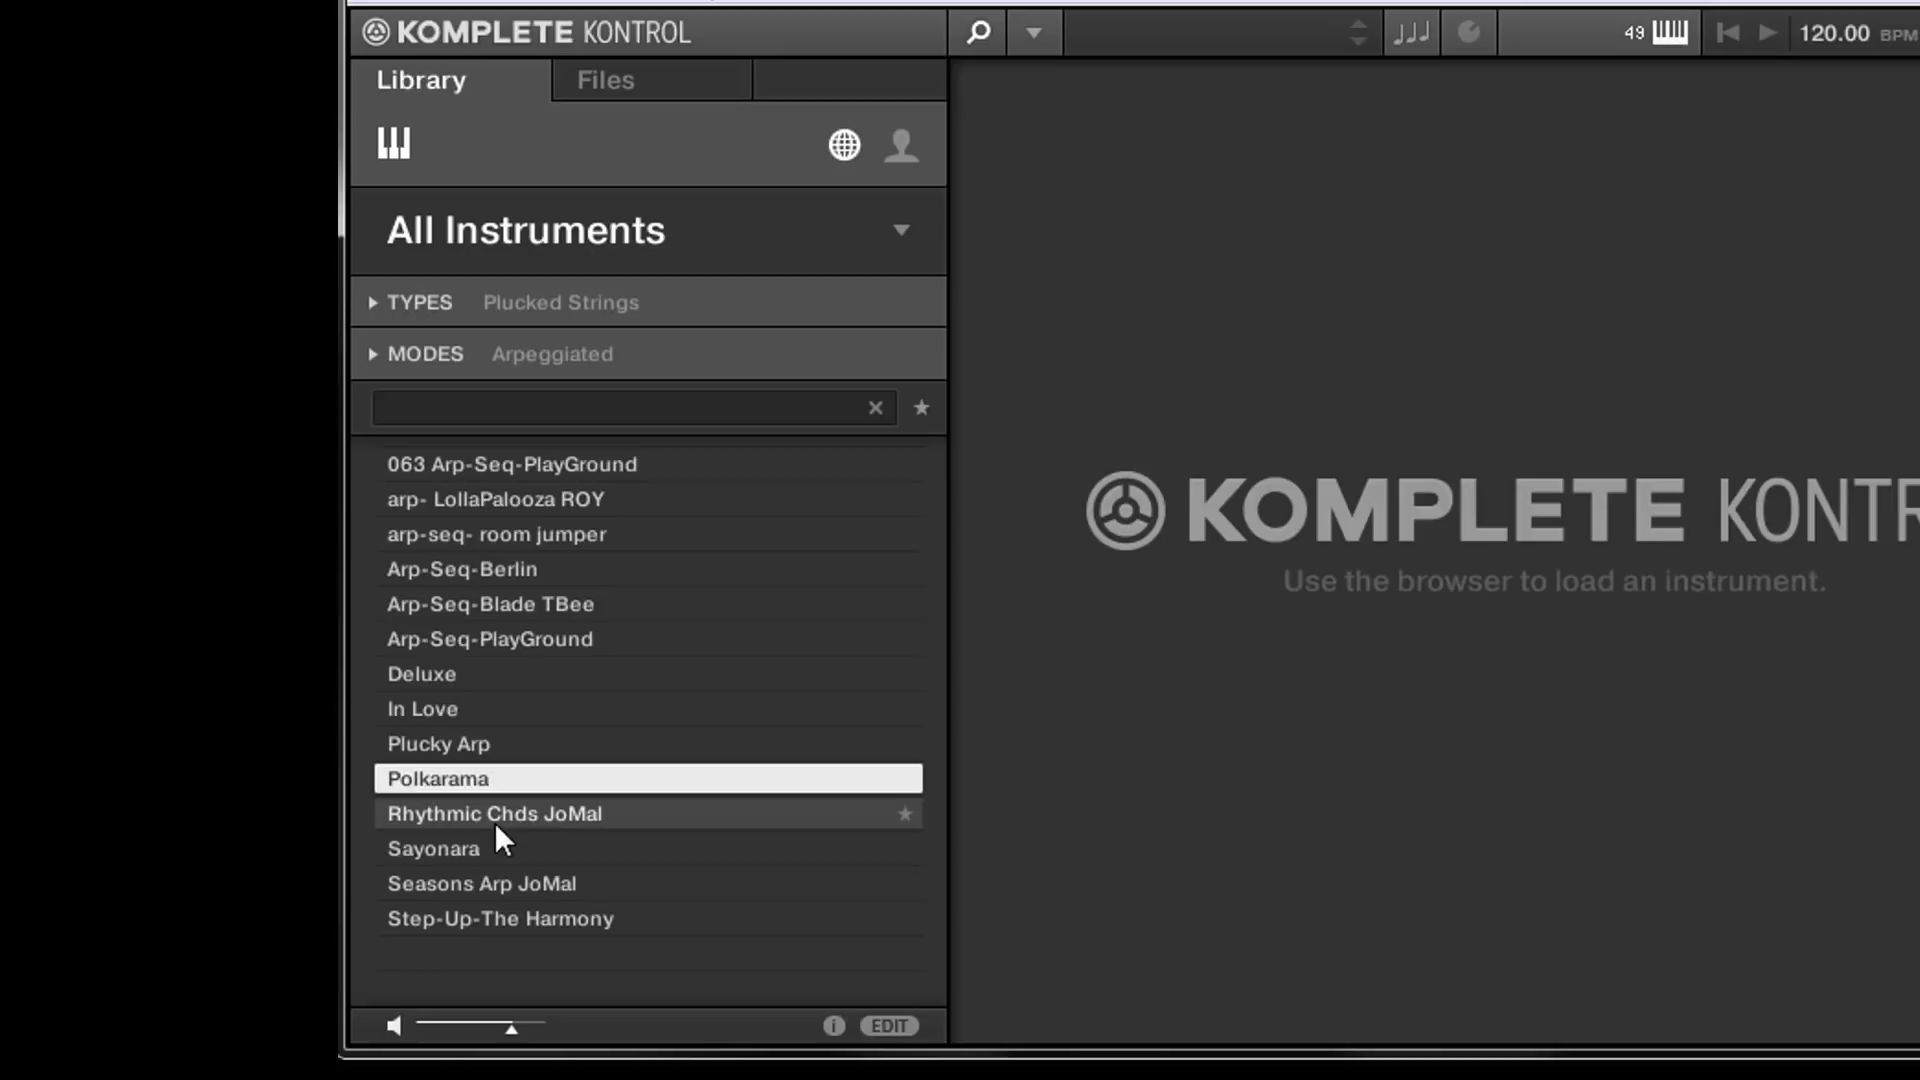 KOMPLETE KONTROL
49
120.00 BPM
Library
Files
All Instruments
TYPES Plucked Strings
MODES Arpeggiated
063 Arp-Seq-PlayGround
arp- LollaPalooza ROY
arp-seq- room jumper
Arp-Seq-Berlin
Arp-Seq-Blade TBee
Arp-Seq-PlayGround
Deluxe
In Love
Plucky Arp
Polkarama
Rhythmic Chds JoMal
Sayonara
Seasons Arp JoMal
Step-Up-The Harmony
EDIT
KOMPLETE KONTR
Use the browser to load an instrument.